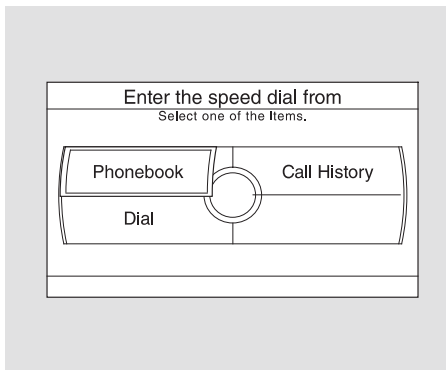 Enter the speed dial from
Select one of the Items.
Phonebook
Call History
Dial